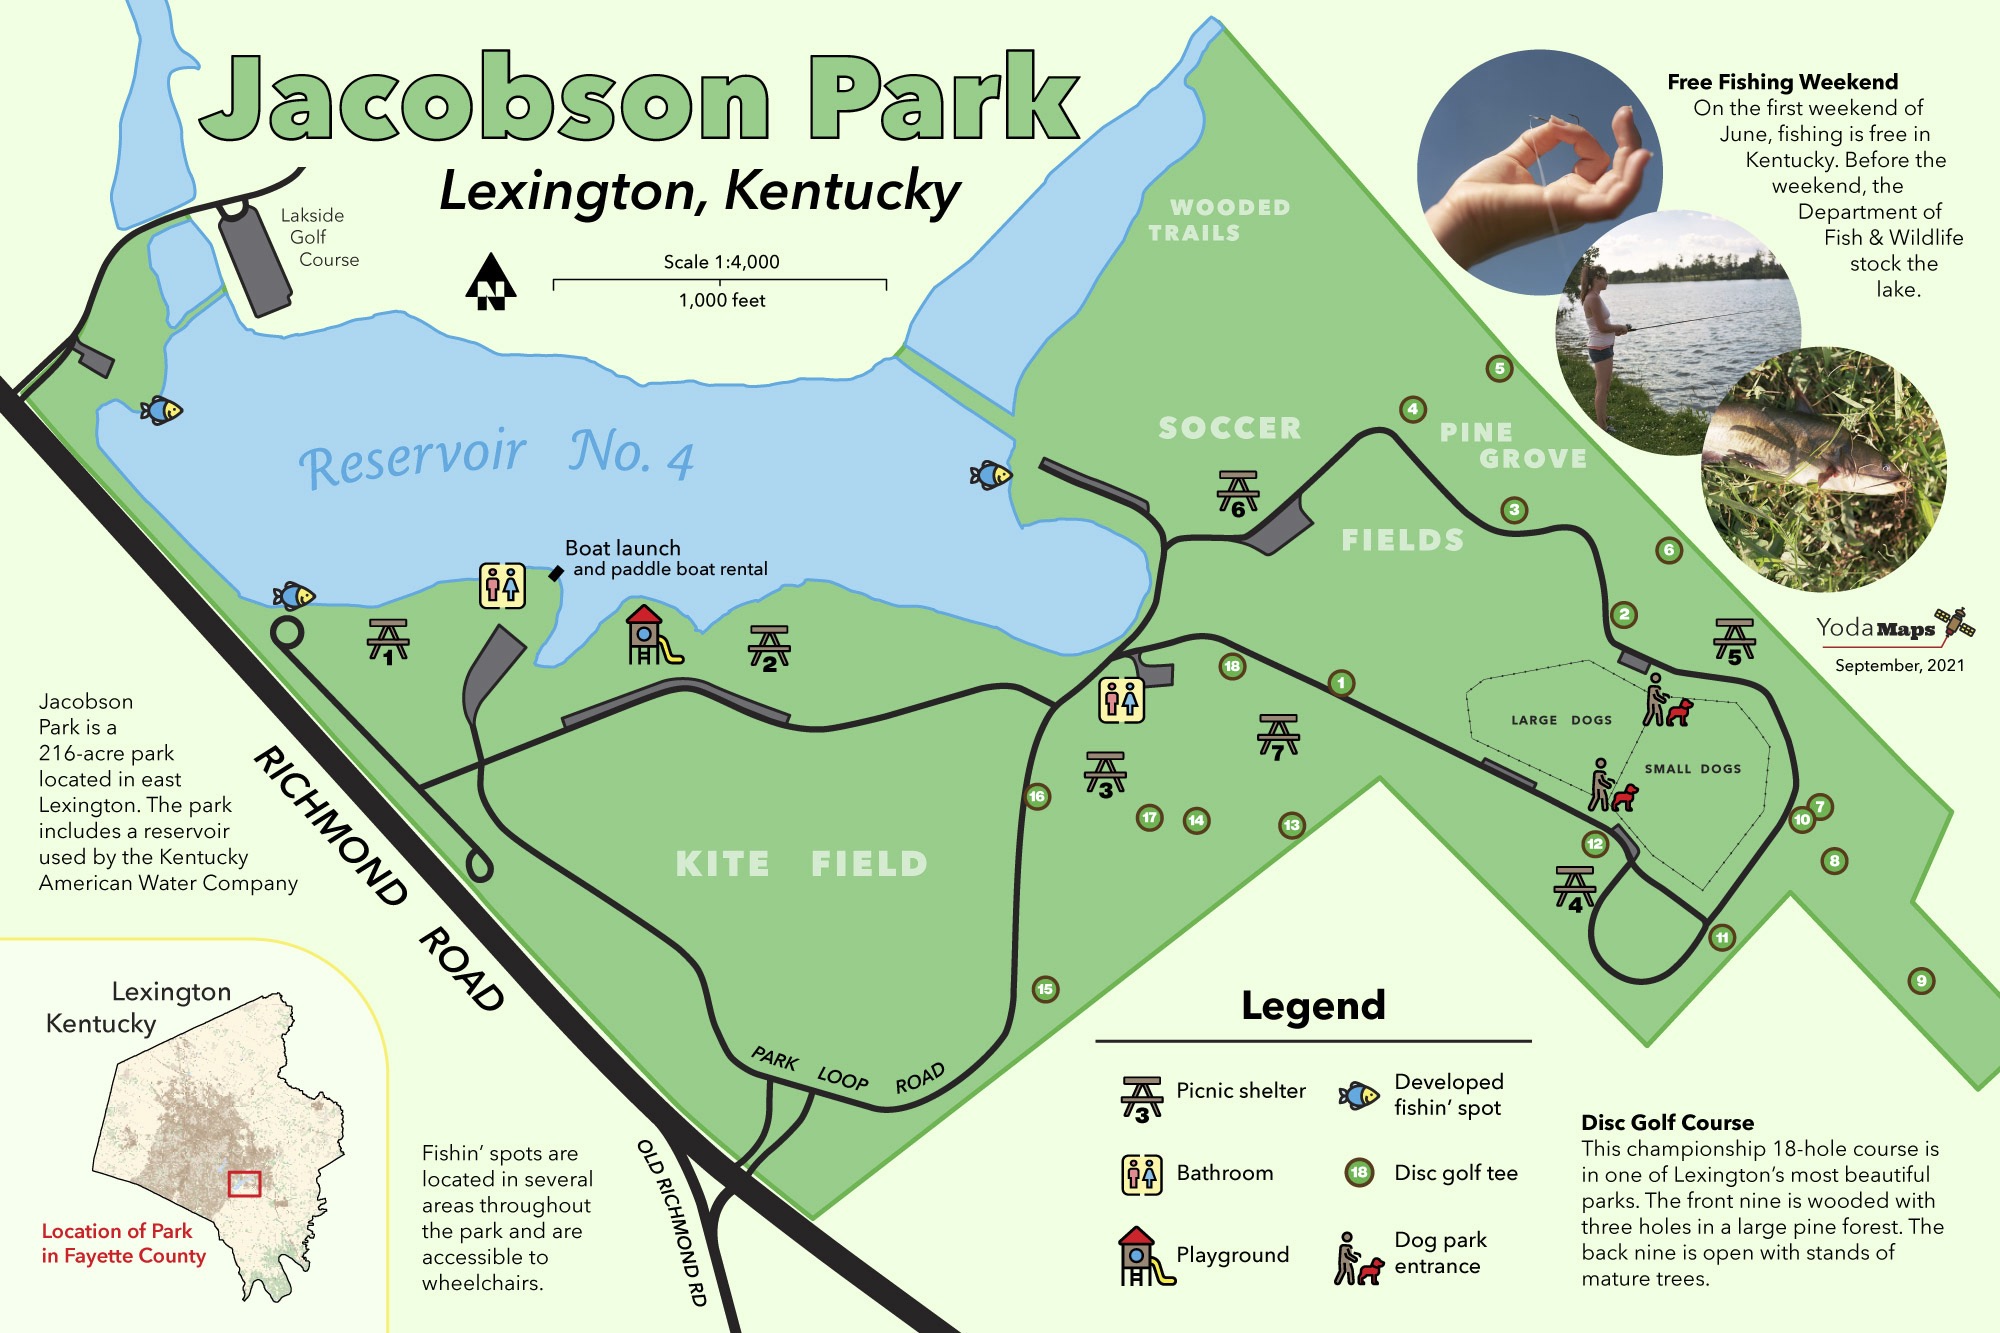 Jacobson Park
Lexington, Kentucky
Scale 1:4,000
1,000 feet
N
Lakside
Golf
Course
Free Fishing Weekend
On the first weekend of
June, fishing is free in
Kentucky. Before the
weekend, the
Department of
Fish & Wildlife
stock the
lake.
WOODED
TRAILS
Reservoir No. 4
SOCCER
FIELDS
PINE
GROVE
5
4
6
3
6
2
5
Boat launch
and paddle boat rental
1
2
18
1
7
3
16
17
14
13
LARGE DOGS
SMALL DOGS
7
10
8
12
4
11
9
15
YodaMaps
September, 2021
Jacobson
Park is a
216-acre park
located in east
Lexington. The park
includes a reservoir
used by the Kentucky
American Water Company
RICHMOND ROAD
KITE FIELD
PARK LOOP ROAD
OLD RICHMOND RD
Lexington
Kentucky
Location of Park
in Fayette County
Fishin' spots are
located in several
areas throughout
the park and are
accessible to
wheelchairs.
Legend
3
Picnic shelter
Developed
fishin' spot
Bathroom
18
Disc golf tee
Playground
Dog park
entrance
Disc Golf Course
This championship 18-hole course is
in one of Lexington's most beautiful
parks. The front nine is wooded with
three holes in a large pine forest. The
back nine is open with stands of
mature trees.